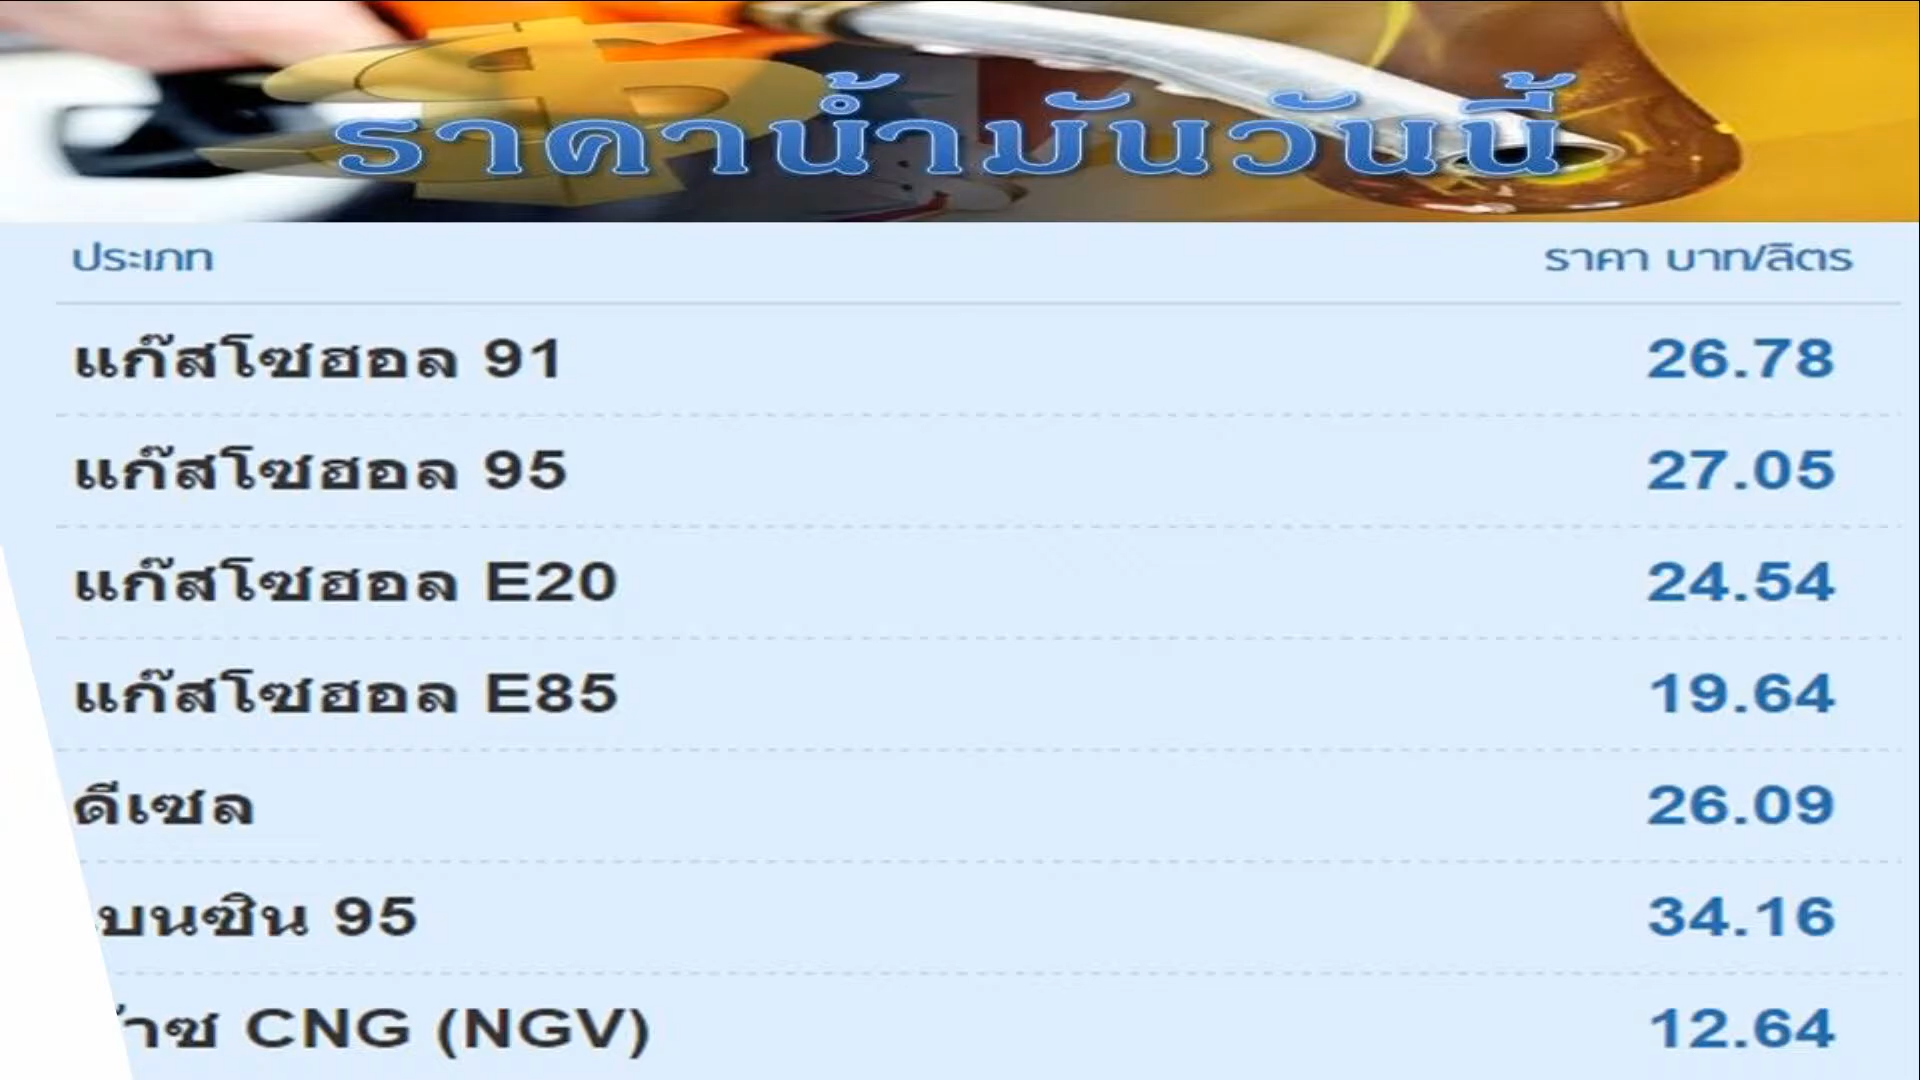 ราคาน้ำมันวันนี้
ประเภท ราคา บาท/ลิตร
แก๊สโซฮอล 91 26.78
แก๊สโซฮอล 95 27.05
แก๊สโซฮอล E20 24.54
แก๊สโซฮอล E85 19.64
ดีเซล 26.09
บนซิน 95 34.16
CNG (NGV) 12.64